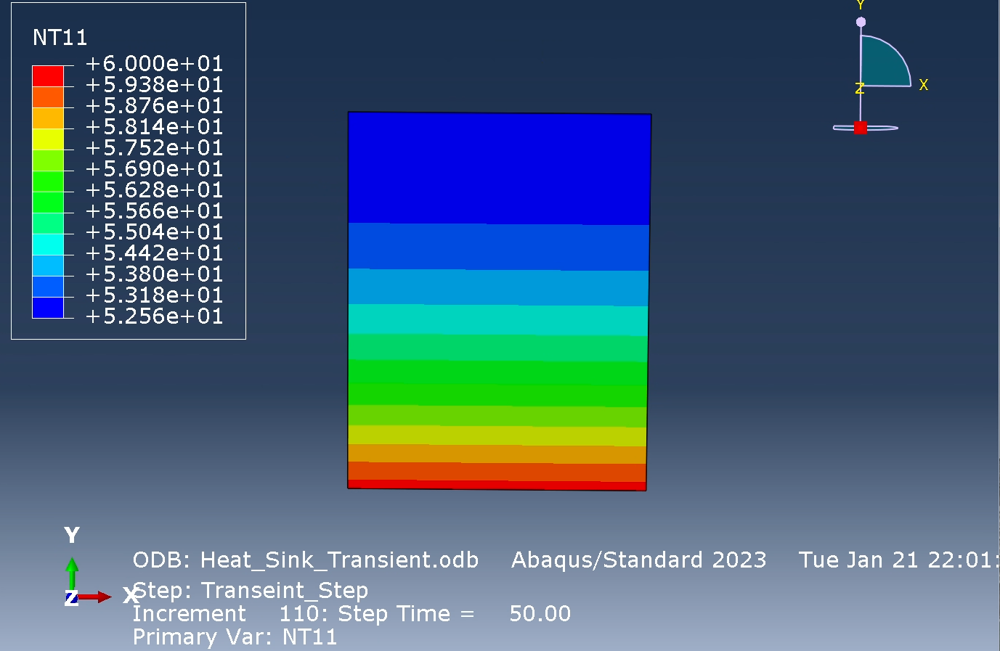 NT11
+6.000e+01
+5.938e+01
+5.876e+01
+5.814e+01
+5.752e+01
+5.690e+01
+5.628e+01
+5.566e+01
+5.504e+01
+5.442e+01
+5.380e+01
+5.318e+01
+5.256e+01
Y
Z X
Y
Z X
ODB: Heat_Sink_Transient.odb Abaqus/Standard 2023 Tue Jan 21 22:01:
Step: Transeint_Step
Increment 110: Step Time = 50.00
Primary Var: NT11